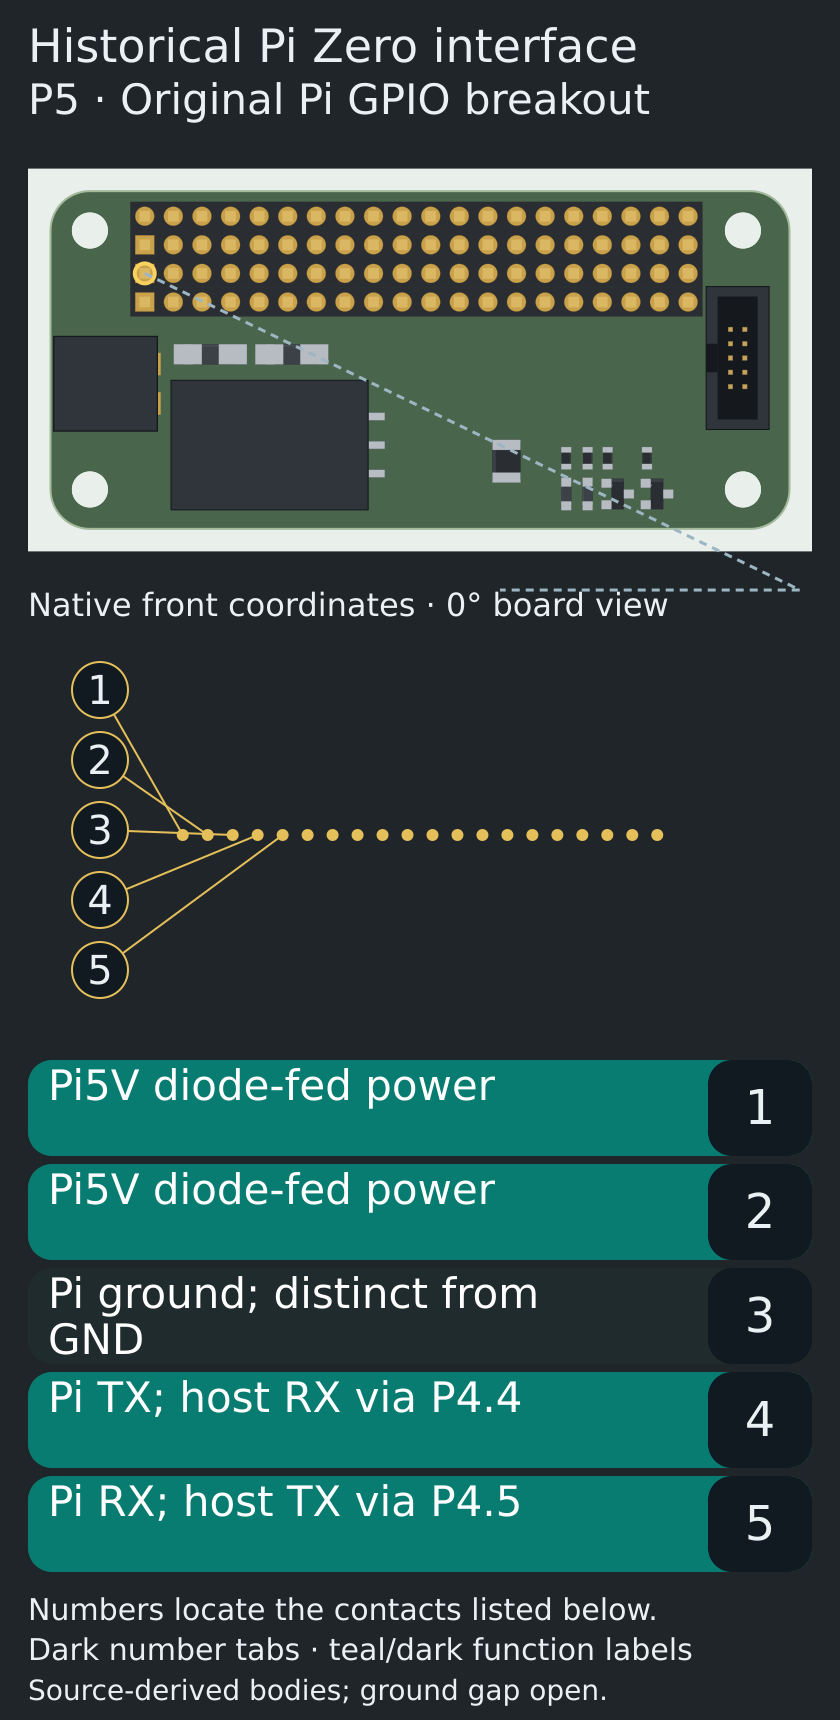 Historical Pi Zero interface
P5 · Original Pi GPIO breakout
Native front coordinates · 0° board view
1
2
3
4
5
Pi5V diode-fed power
1
Pi5V diode-fed power
2
Pi ground; distinct from
GND
3
Pi TX; host RX via P4.4
4
Pi RX; host TX via P4.5
5
Numbers locate the contacts listed below.
Dark number tabs · teal/dark function labels
Source-derived bodies; ground gap open.